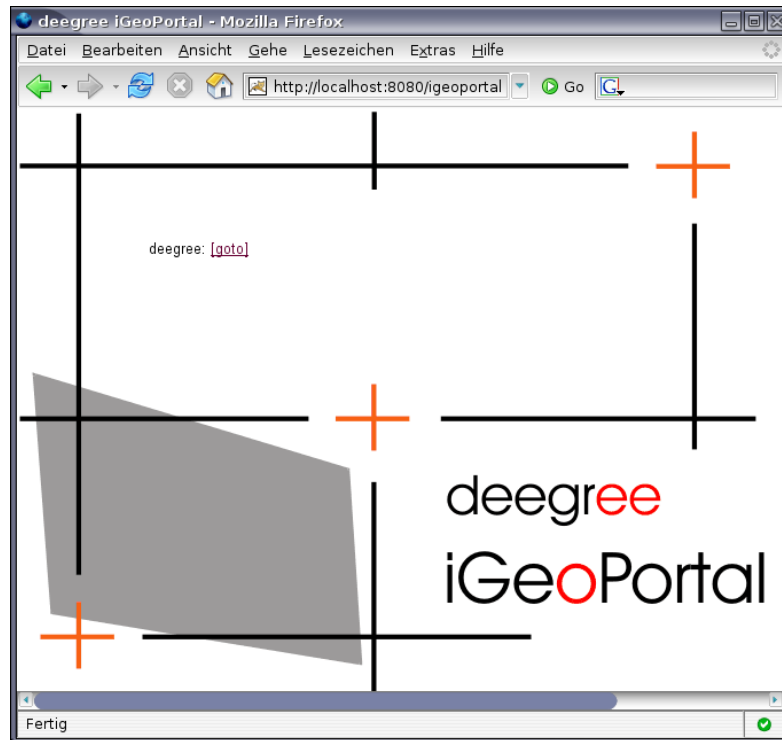 deegree iGeoPortal - Mozilla Firefox
Datei Bearbeiten Ansicht Gehe Lesezeichen Extras Hilfe
http://localhost:8080/igeoportal Go G
deegree: [goto]
deegree
iGeoPortal
Fertig